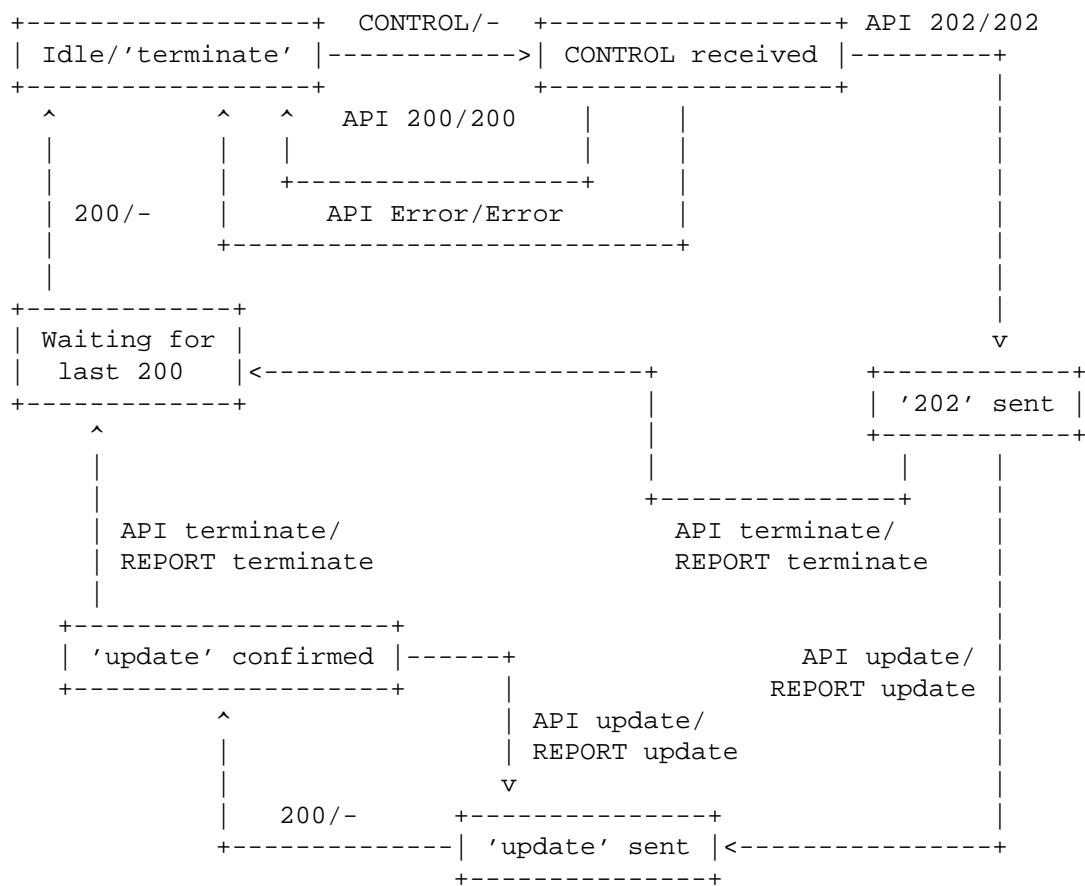 CONTROL/-
API 202/202
Idle/'terminate'
CONTROL received
API 200/200
200/-
API Error/Error
Waiting for
last 200
'202' sent
API terminate/
REPORT terminate
API terminate/
REPORT terminate
'update' confirmed
API update/
REPORT update
API update/
REPORT update
200/-
'update' sent